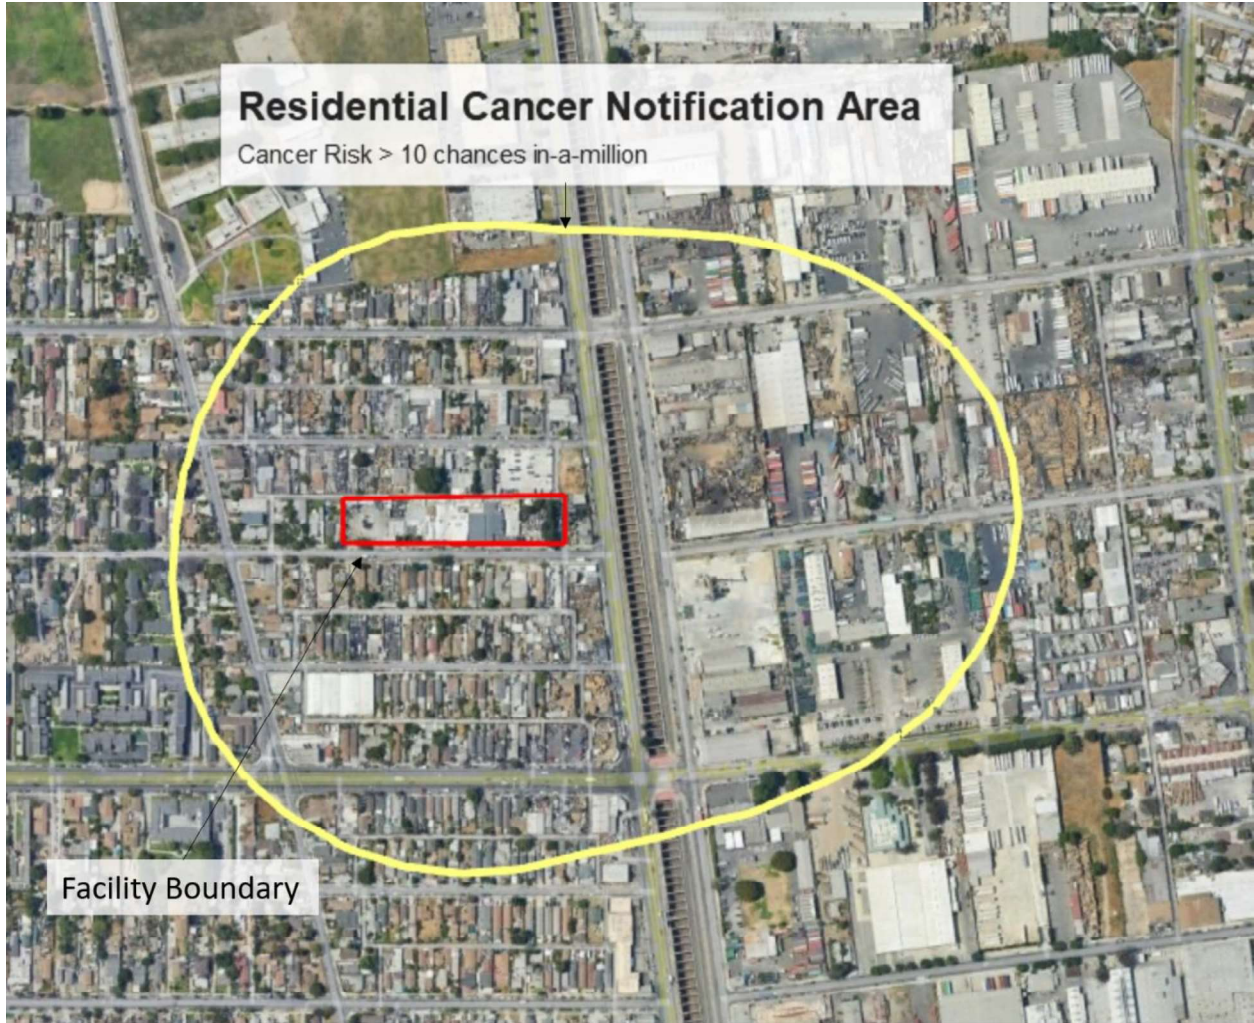 Residential Cancer Notification Area
Cancer Risk > 10 chances in-a-million
Facility Boundary